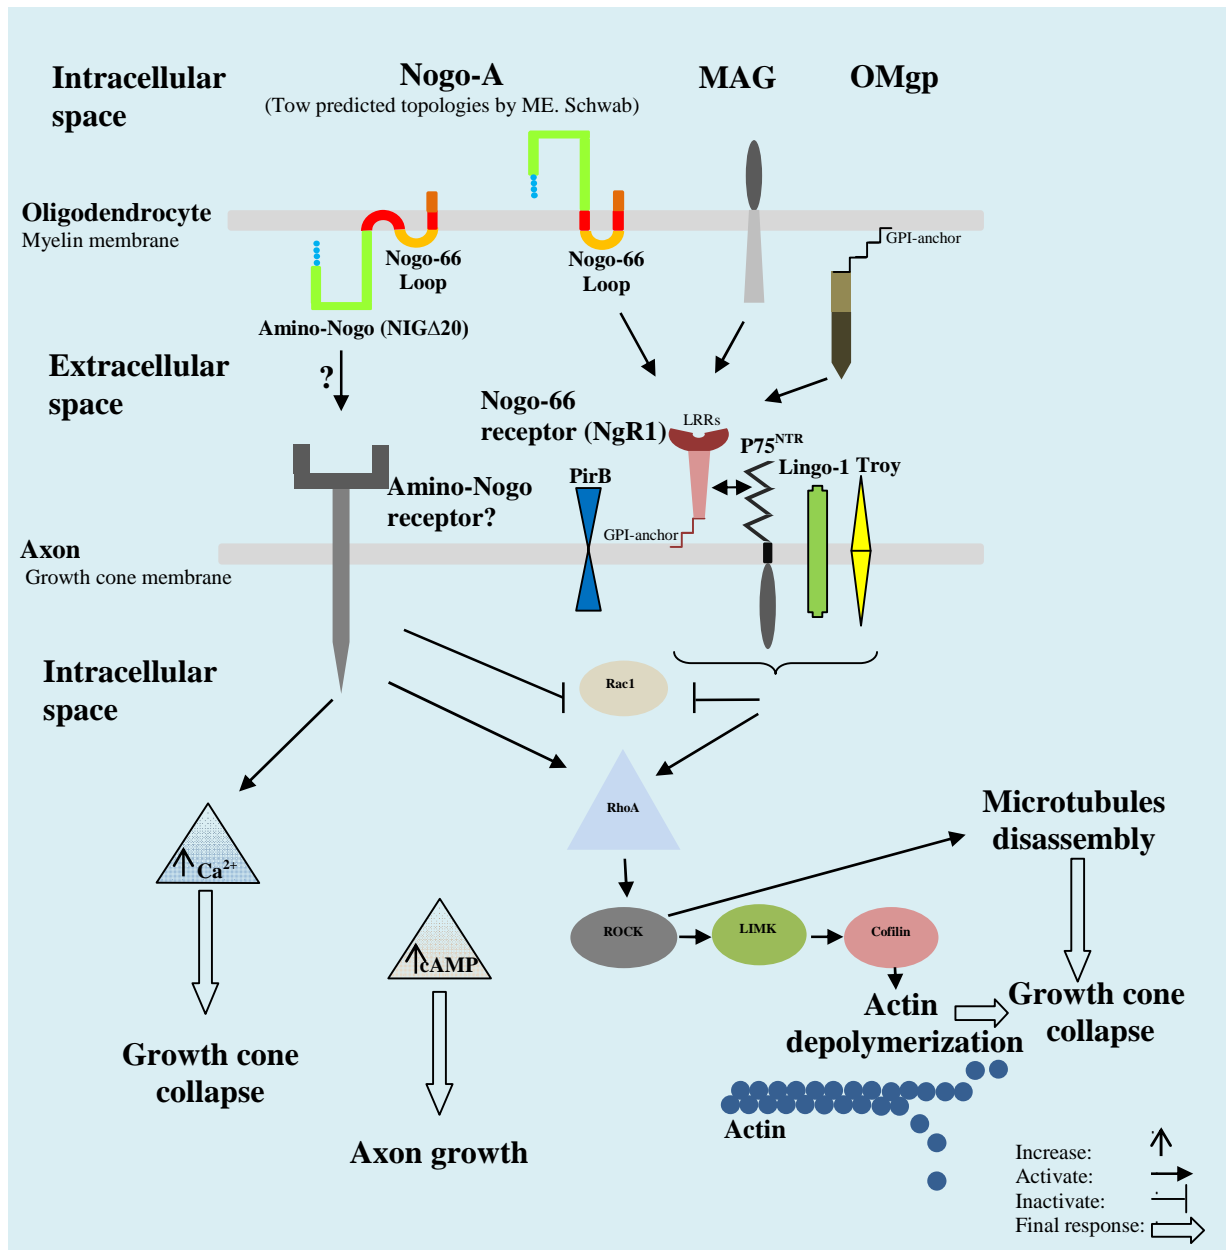 Intracellular
space
Nogo-A
(Tow predicted topologies by ME. Schwab)
MAG
OMgp
Oligodendrocyte
Myelin membrane
GPI-anchor
Nogo-66
Loop
Nogo-66
Loop
Amino-Nogo (NIGΔ20)
Extracellular
space
?
Nogo-66
receptor (NgR1)
LRRs
P75NTR
Lingo-1
Troy
PirB
Amino-Nogo
receptor?
GPI-anchor
Axon
Growth cone membrane
Intracellular
space
Rac1
RhoA
Microtubules
disassembly
Ca2+
ROCK
LIMK
Cofilin
cAMP
Actin
depolymerization
Growth cone
collapse
Growth cone
collapse
Actin
Axon growth
Increase:
Activate:
Inactivate:
Final response: